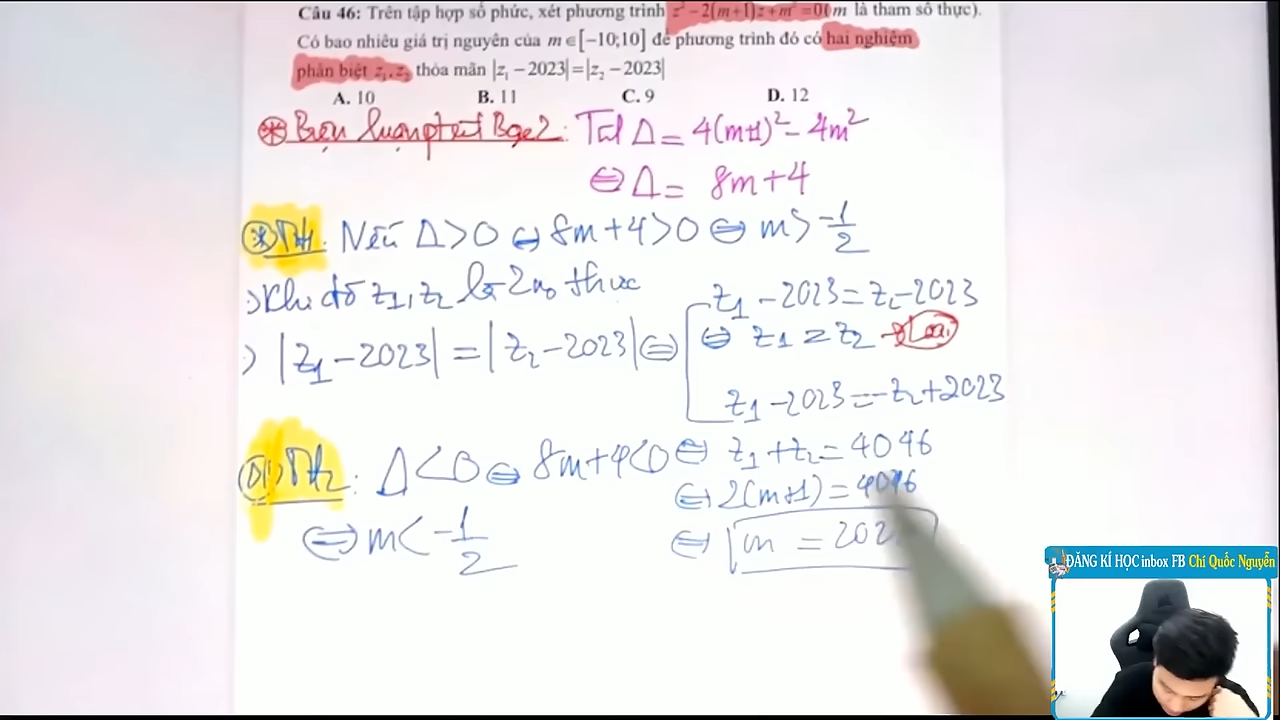 Câu 46: Trên tập hợp số phức, xét phương trình z² − 2(m+1)z + m² = 0 (m là tham số thực).
Có bao nhiêu giá trị nguyên của m ∈ [−10;10] để phương trình đó có hai nghiệm
phân biệt z₁, z₂ thỏa mãn |z₁ − 2023| = |z₂ − 2023|
A. 10 B. 11 C. 9 D. 12
Biện luận Bậc 2: Δ = 4(m+1)² − 4m²
⇔ Δ = 8m+4
TH1: Nếu Δ>0 ⇔ 8m+4>0 ⇔ m> −1/2
Khi đó z₁, z₂ là 2 no thực
|z₁ − 2023| = |z₂ − 2023| ⇔
z₁ − 2023 = z₂ − 2023
⇔ z₁ = z₂ → Loại
z₁ − 2023 = −z₂ + 2023
⇔ z₁ + z₂ = 4046
⇔ 2(m+1) = 4046
⇔ m =
TH2: Δ<0 ⇔ 8m+4<0
⇔ m< −1/2
ĐĂNG KÍ HỌC inbox FB Chí Quốc Nguyễn